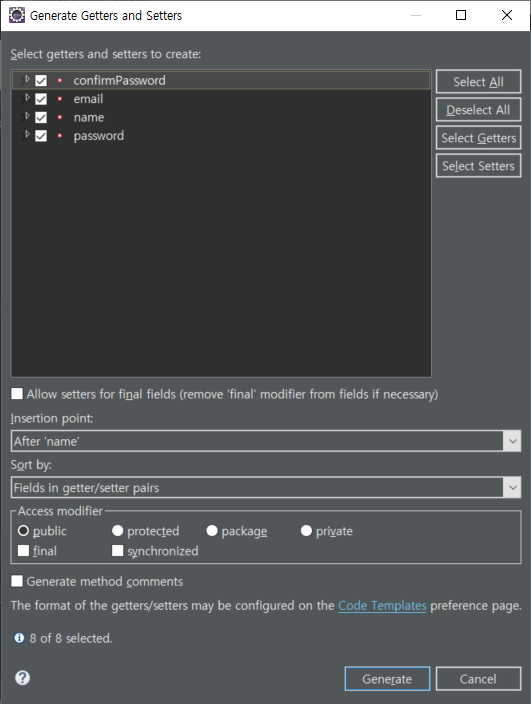 Generate Getters and Setters
Select getters and setters to create:
confirmPassword
email
name
password
Select All
Deselect All
Select Getters
Select Setters
Allow setters for final fields (remove 'final' modifier from fields if necessary)
Insertion point:
After 'name'
Sort by:
Fields in getter/setter pairs
Access modifier
public protected package private
final synchronized
Generate method comments
The format of the getters/setters may be configured on the Code Templates preference page.
8 of 8 selected.
Generate Cancel